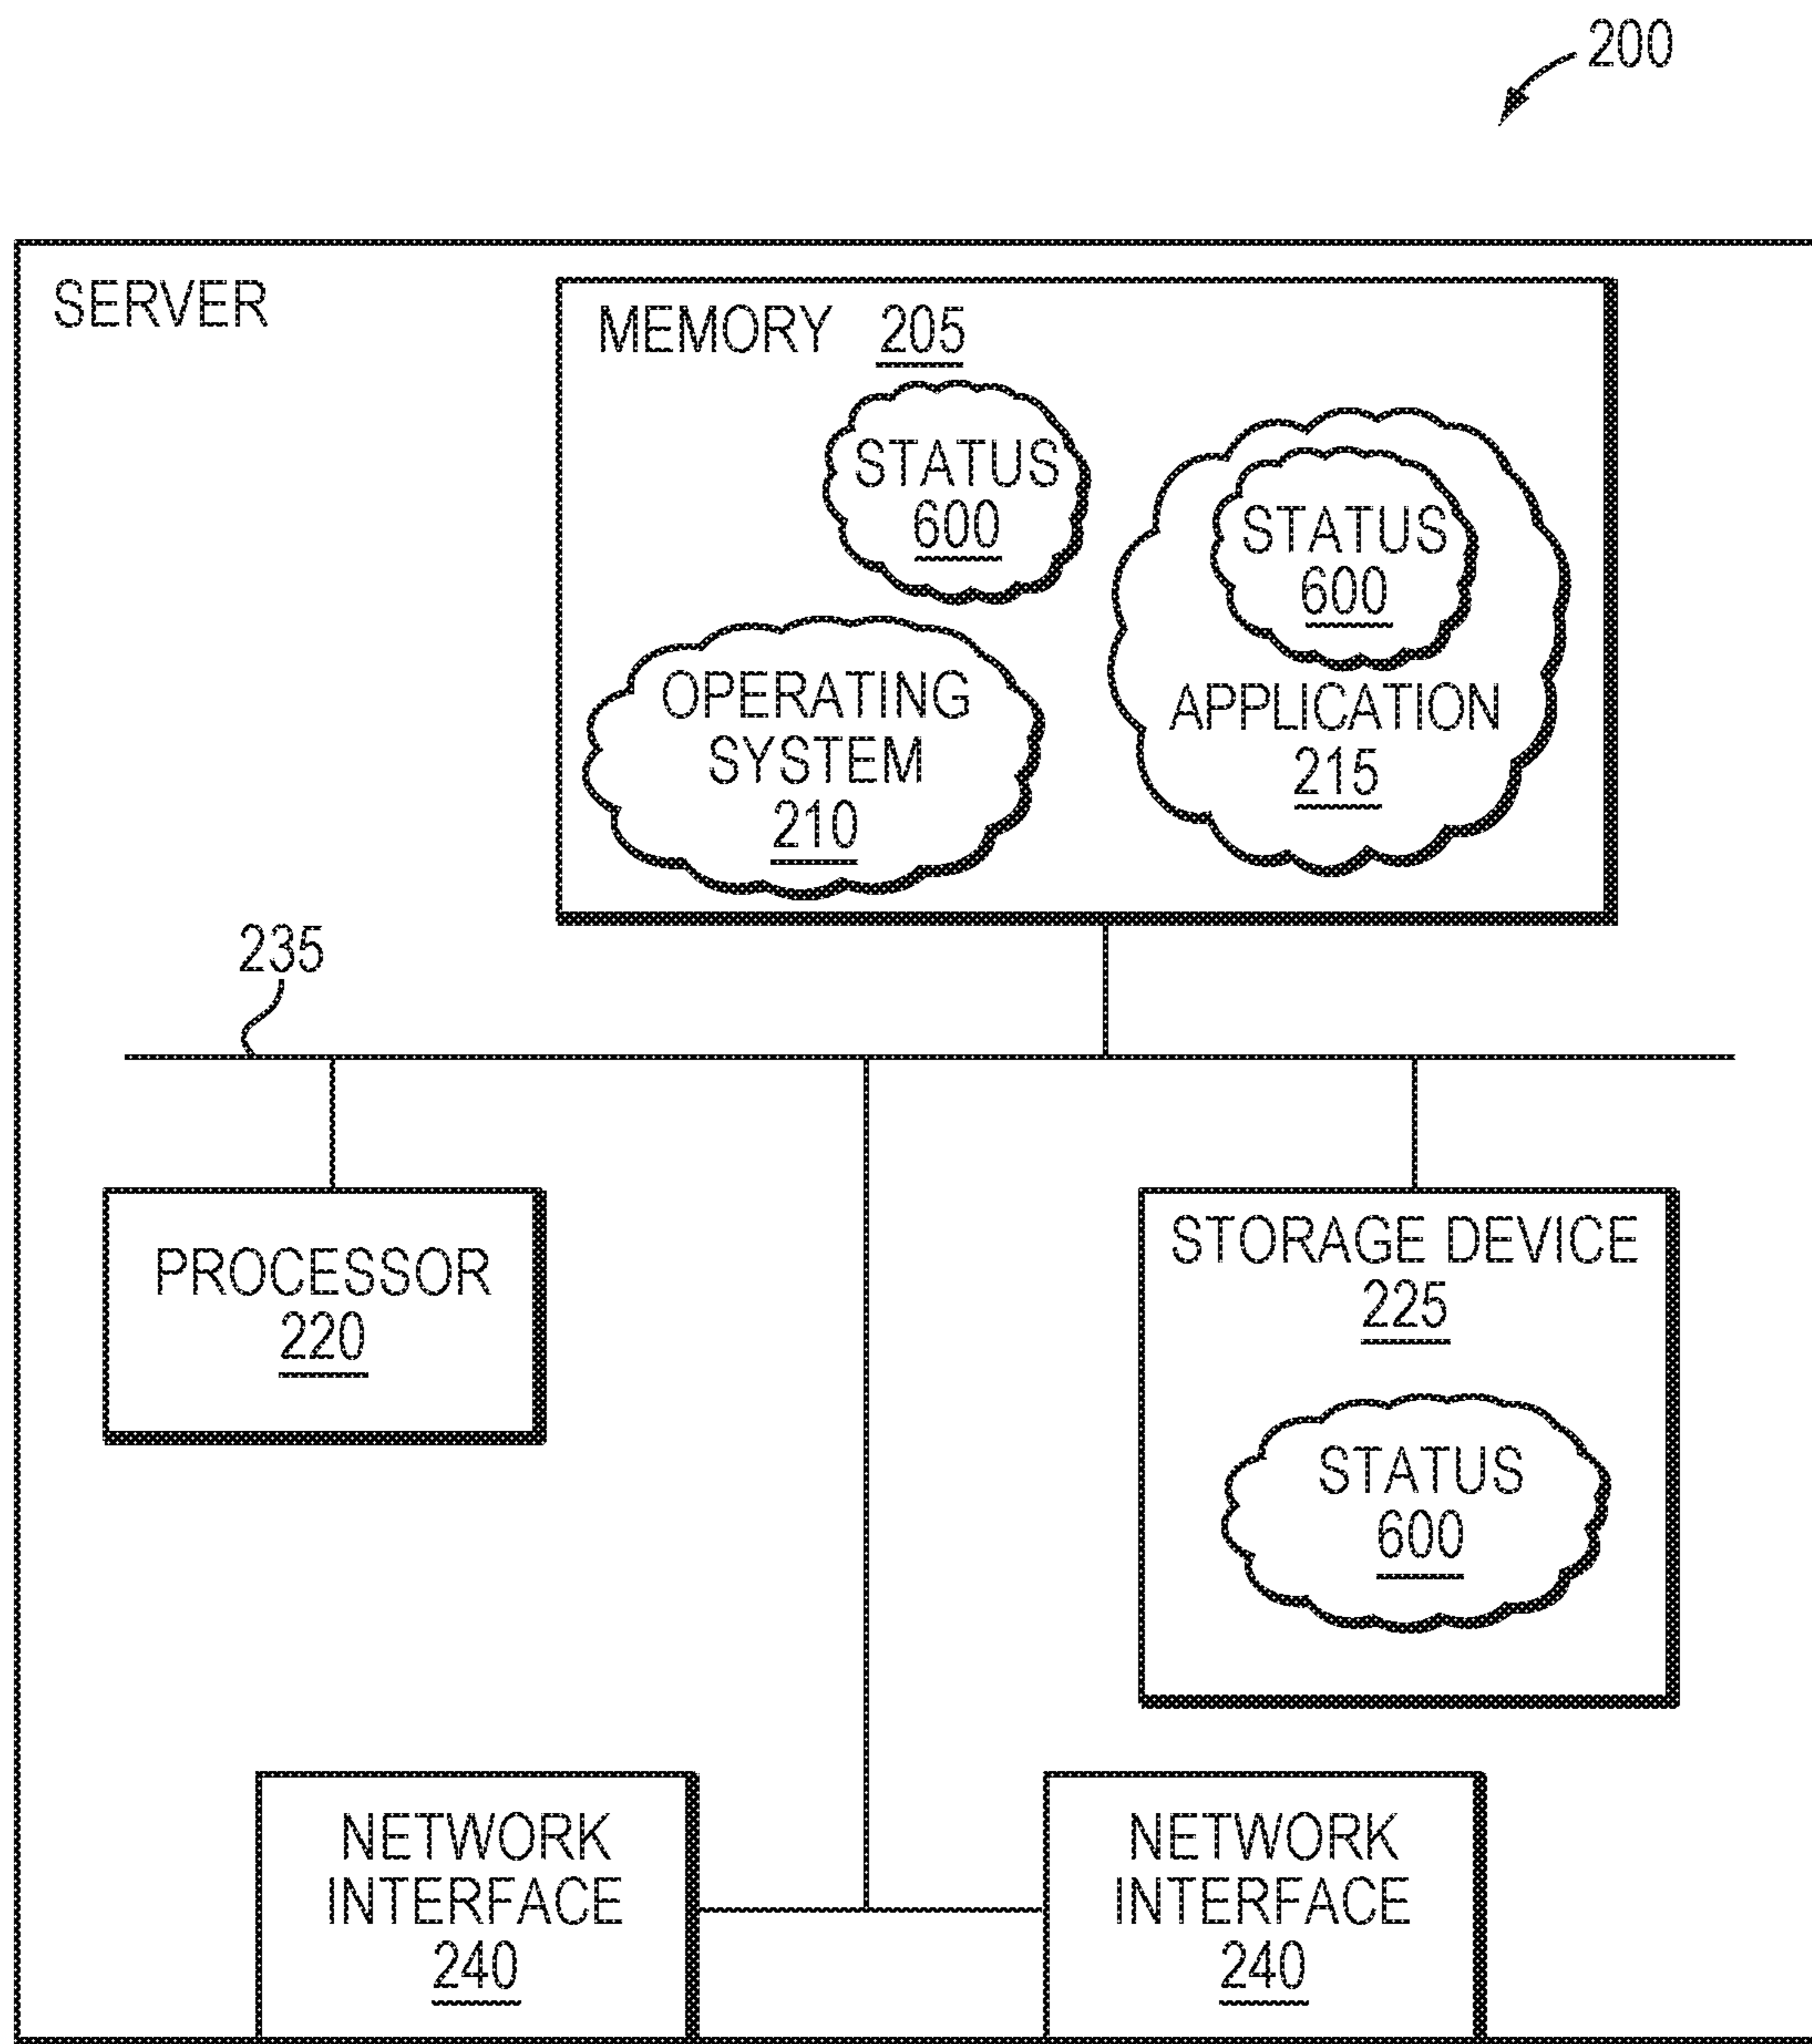 200
SERVER
MEMORY 205
STATUS
600
STATUS
600
OPERATING
SYSTEM
210
APPLICATION
215
235
PROCESSOR
220
STORAGE DEVICE
225
STATUS
600
NETWORK
INTERFACE
240
NETWORK
INTERFACE
240